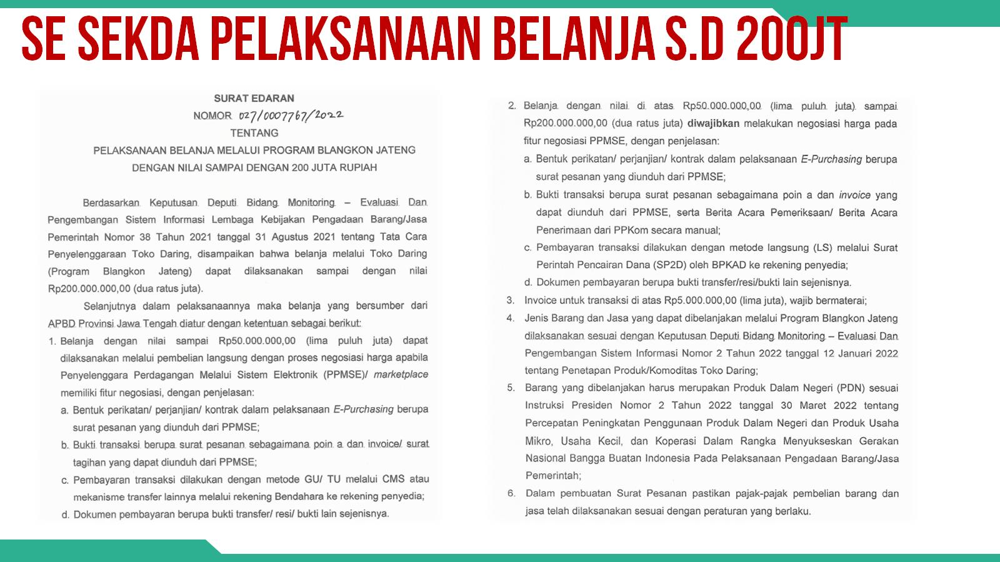 SE SEKDA PELAKSANAAN BELANJA S.D 200JT
SURAT EDARAN
NOMOR 027/0007767/2022
TENTANG
PELAKSANAAN BELANJA MELALUI PROGRAM BLANGKON JATENG
DENGAN NILAI SAMPAI DENGAN 200 JUTA RUPIAH
Berdasarkan Keputusan Deputi Bidang Monitoring – Evaluasi Dan
Pengembangan Sistem Informasi Lembaga Kebijakan Pengadaan Barang/Jasa
Pemerintah Nomor 38 Tahun 2021 tanggal 31 Agustus 2021 tentang Tata Cara
Penyelenggaraan Toko Daring, disampaikan bahwa belanja melalui Toko Daring
(Program Blangkon Jateng) dapat dilaksanakan sampai dengan nilai
Rp200.000.000,00 (dua ratus juta).
Selanjutnya dalam pelaksanaannya maka belanja yang bersumber dari
APBD Provinsi Jawa Tengah diatur dengan ketentuan sebagai berikut:
1. Belanja dengan nilai sampai Rp50.000.000,00 (lima puluh juta) dapat
dilaksanakan melalui pembelian langsung dengan proses negosiasi harga apabila
Penyelenggara Perdagangan Melalui Sistem Elektronik (PPMSE)/ marketplace
memiliki fitur negosiasi, dengan penjelasan:
a. Bentuk perikatan/ perjanjian/ kontrak dalam pelaksanaan E-Purchasing berupa
surat pesanan yang diunduh dari PPMSE;
b. Bukti transaksi berupa surat pesanan sebagaimana poin a dan invoice/ surat
tagihan yang dapat diunduh dari PPMSE;
c. Pembayaran transaksi dilakukan dengan metode GU/ TU melalui CMS atau
mekanisme transfer lainnya melalui rekening Bendahara ke rekening penyedia;
d. Dokumen pembayaran berupa bukti transfer/ resi/ bukti lain sejenisnya.
2. Belanja dengan nilai di atas Rp50.000.000,00 (lima puluh juta) sampai
Rp200.000.000,00 (dua ratus juta) diwajibkan melakukan negosiasi harga pada
fitur negosiasi PPMSE, dengan penjelasan:
a. Bentuk perikatan/ perjanjian/ kontrak dalam pelaksanaan E-Purchasing berupa
surat pesanan yang diunduh dari PPMSE;
b. Bukti transaksi berupa surat pesanan sebagaimana poin a dan invoice yang
dapat diunduh dari PPMSE, serta Berita Acara Pemeriksaan/ Berita Acara
Penerimaan dari PPKom secara manual;
c. Pembayaran transaksi dilakukan dengan metode langsung (LS) melalui Surat
Perintah Pencairan Dana (SP2D) oleh BPKAD ke rekening penyedia;
d. Dokumen pembayaran berupa bukti transfer/resi/bukti lain sejenisnya.
3. Invoice untuk transaksi di atas Rp5.000.000,00 (lima juta), wajib bermaterai;
4. Jenis Barang dan Jasa yang dapat dibelanjakan melalui Program Blangkon Jateng
dilaksanakan sesuai dengan Keputusan Deputi Bidang Monitoring – Evaluasi Dan
Pengembangan Sistem Informasi Nomor 2 Tahun 2022 tanggal 12 Januari 2022
tentang Penetapan Produk/Komoditas Toko Daring;
5. Barang yang dibelanjakan harus merupakan Produk Dalam Negeri (PDN) sesuai
Instruksi Presiden Nomor 2 Tahun 2022 tanggal 30 Maret 2022 tentang
Percepatan Peningkatan Penggunaan Produk Dalam Negeri dan Produk Usaha
Mikro, Usaha Kecil, dan Koperasi Dalam Rangka Menyukseskan Gerakan
Nasional Bangga Buatan Indonesia Pada Pelaksanaan Pengadaan Barang/Jasa
Pemerintah;
6. Dalam pembuatan Surat Pesanan pastikan pajak-pajak pembelian barang dan
jasa telah dilaksanakan sesuai dengan peraturan yang berlaku.